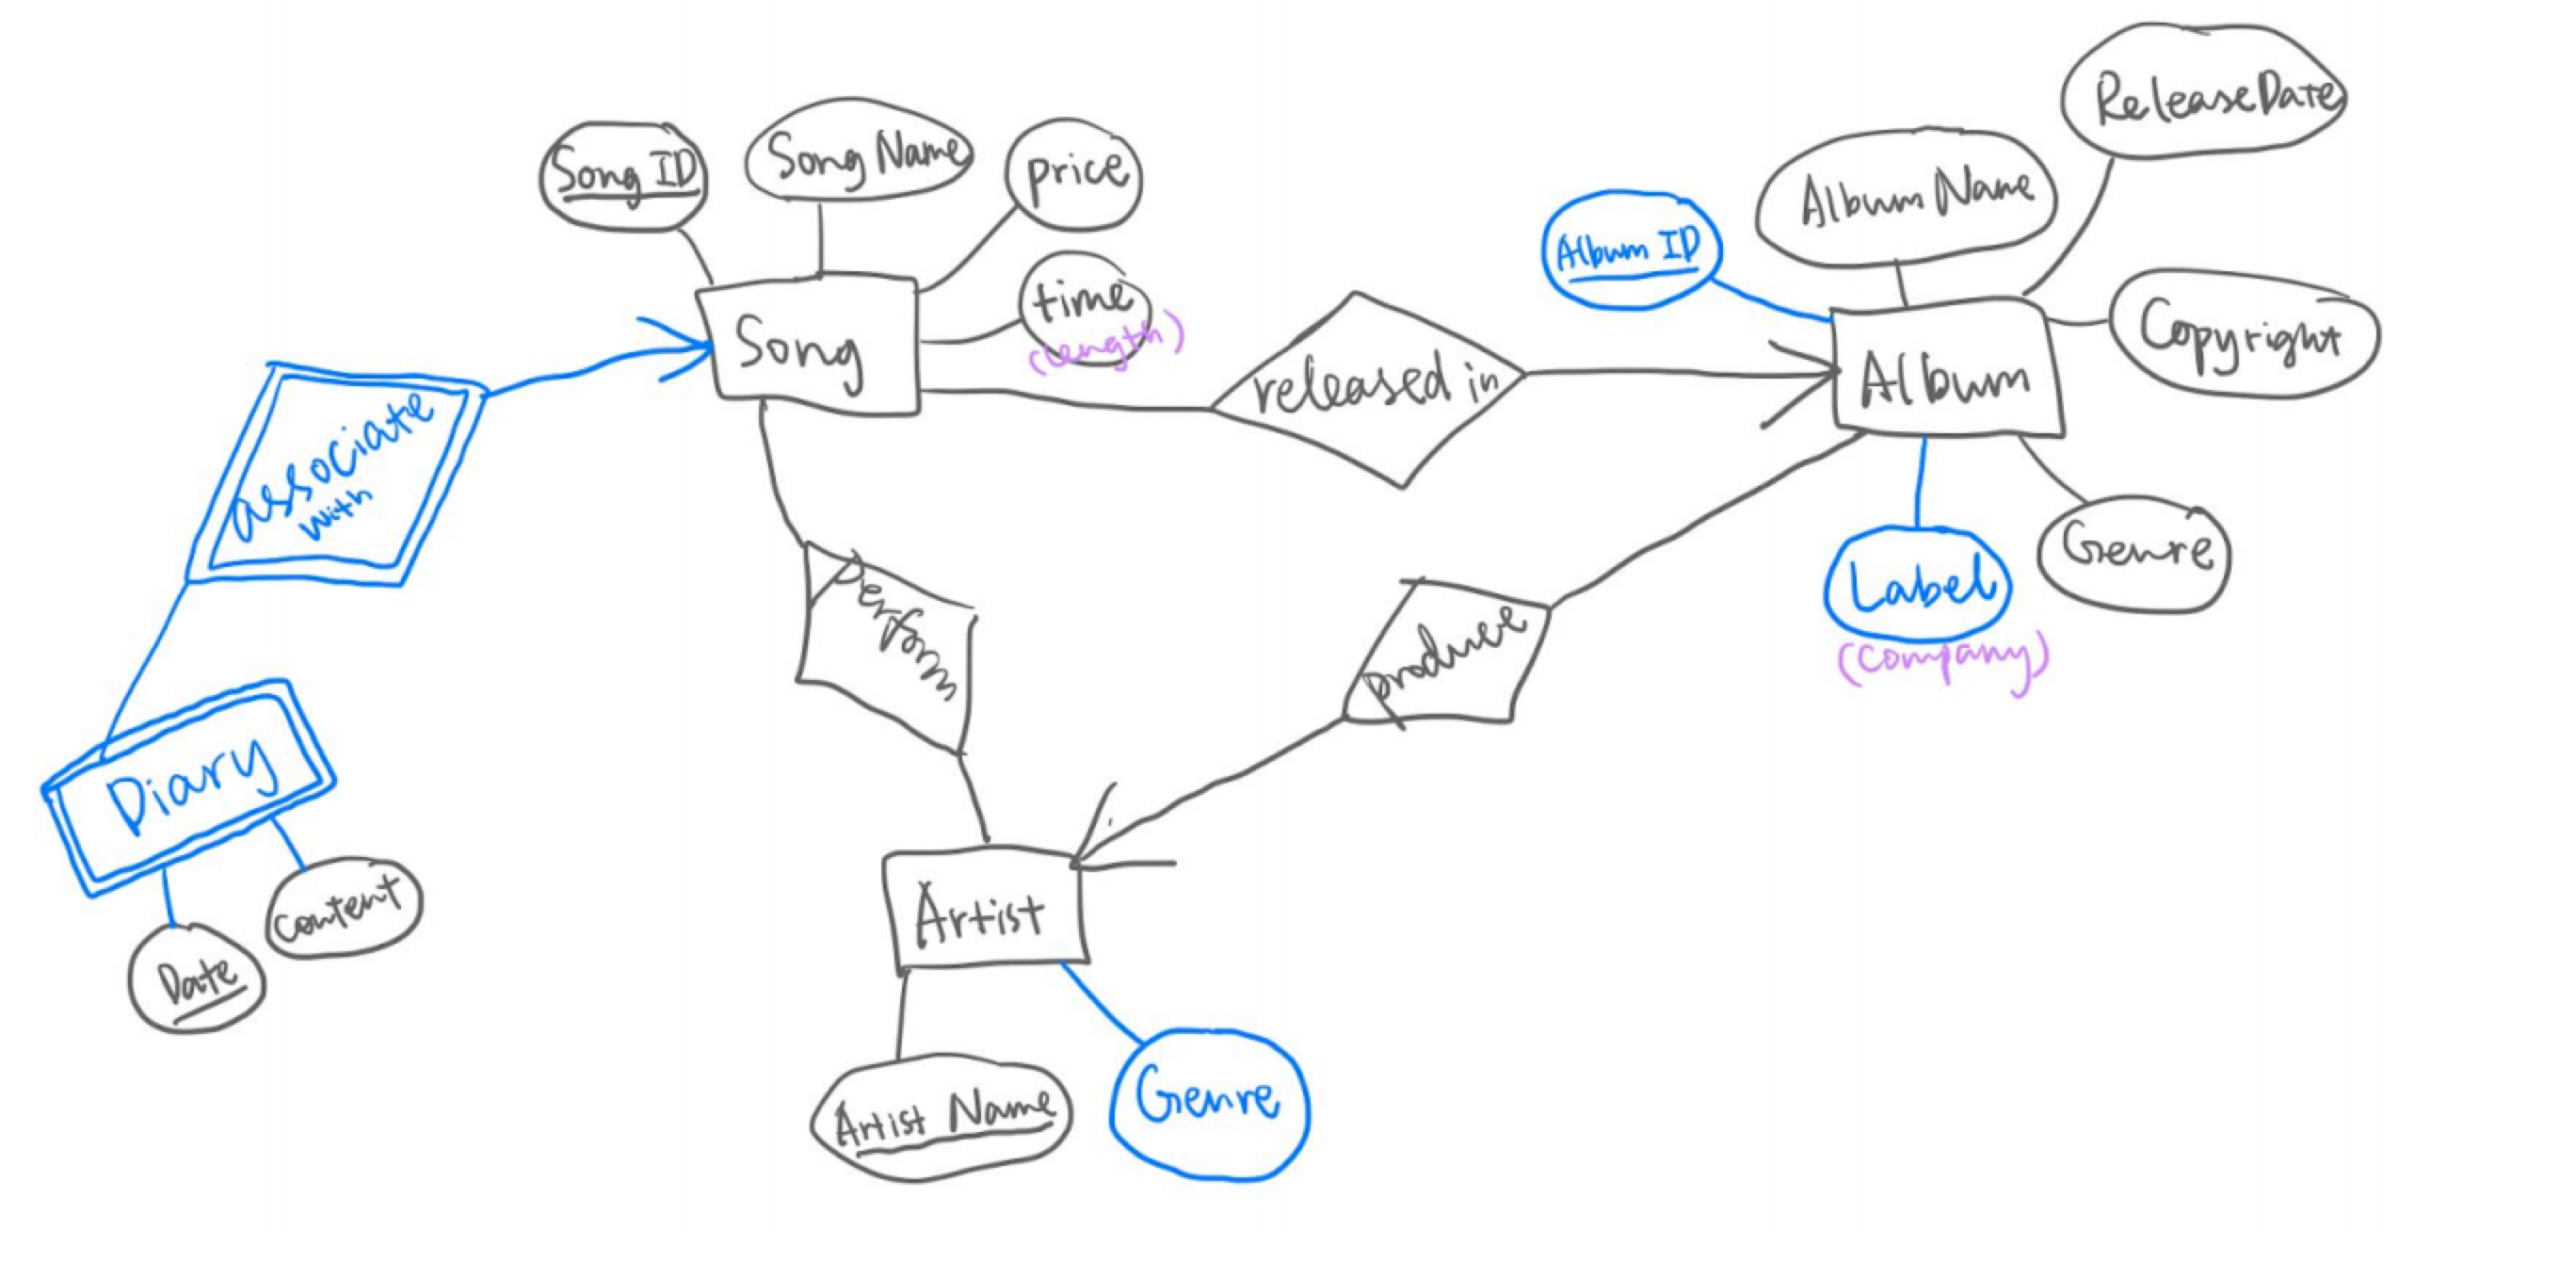 ReleaseDate
Song ID
Song Name
price
Album Name
Album ID
time
(length)
Song
released in
Album
Copyright
associate
with
perform
produce
Label
(company)
Genre
Diary
Artist
content
Date
Artist Name
Genre